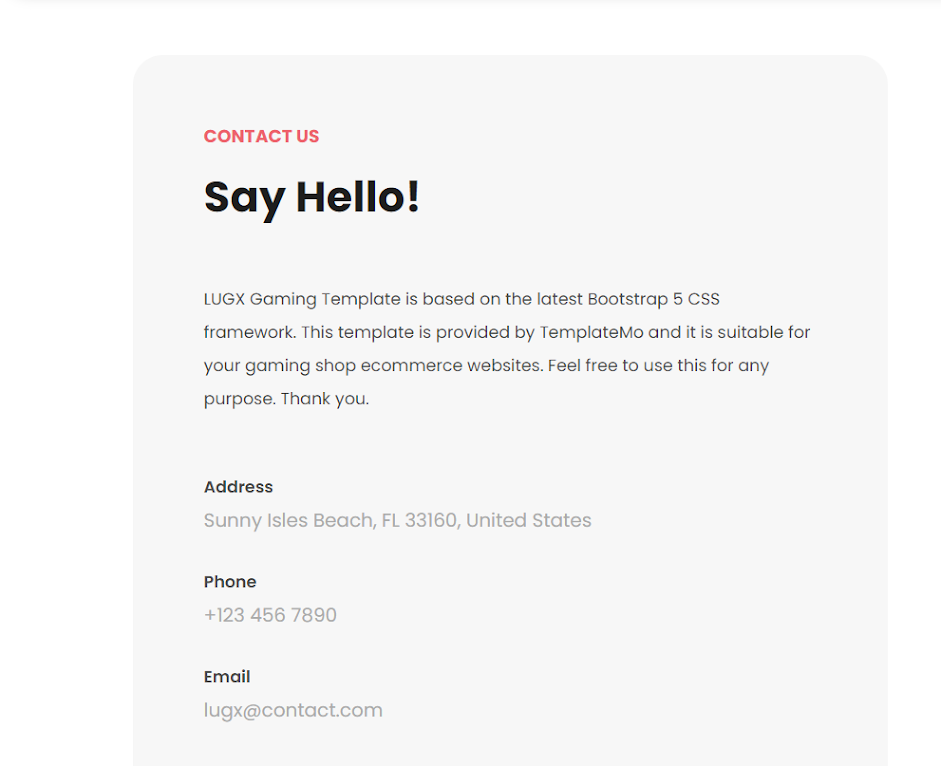 CONTACT US
Say Hello!
LUGX Gaming Template is based on the latest Bootstrap 5 CSS
framework. This template is provided by TemplateMo and it is suitable for
your gaming shop ecommerce websites. Feel free to use this for any
purpose. Thank you.
Address
Sunny Isles Beach, FL 33160, United States
Phone
+123 456 7890
Email
lugx@contact.com